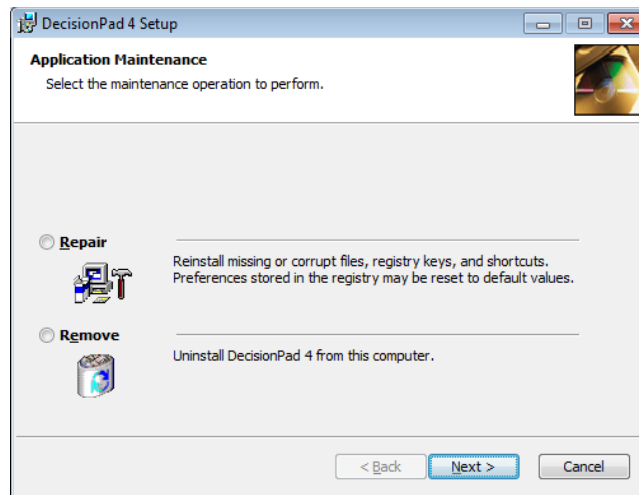 DecisionPad 4 Setup
Application Maintenance
Select the maintenance operation to perform.
Repair
Reinstall missing or corrupt files, registry keys, and shortcuts.
Preferences stored in the registry may be reset to default values.
Remove
Uninstall DecisionPad 4 from this computer.
< Back
Next >
Cancel